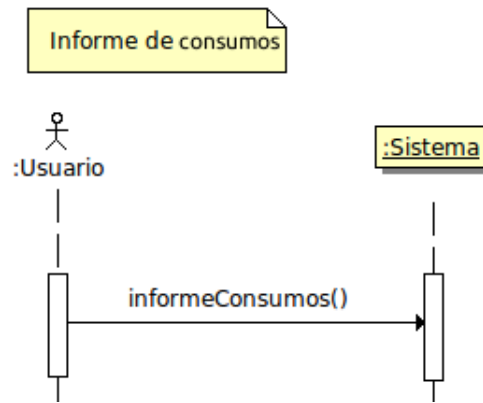 Informe de consumos
:Usuario
:Sistema
informeConsumos()